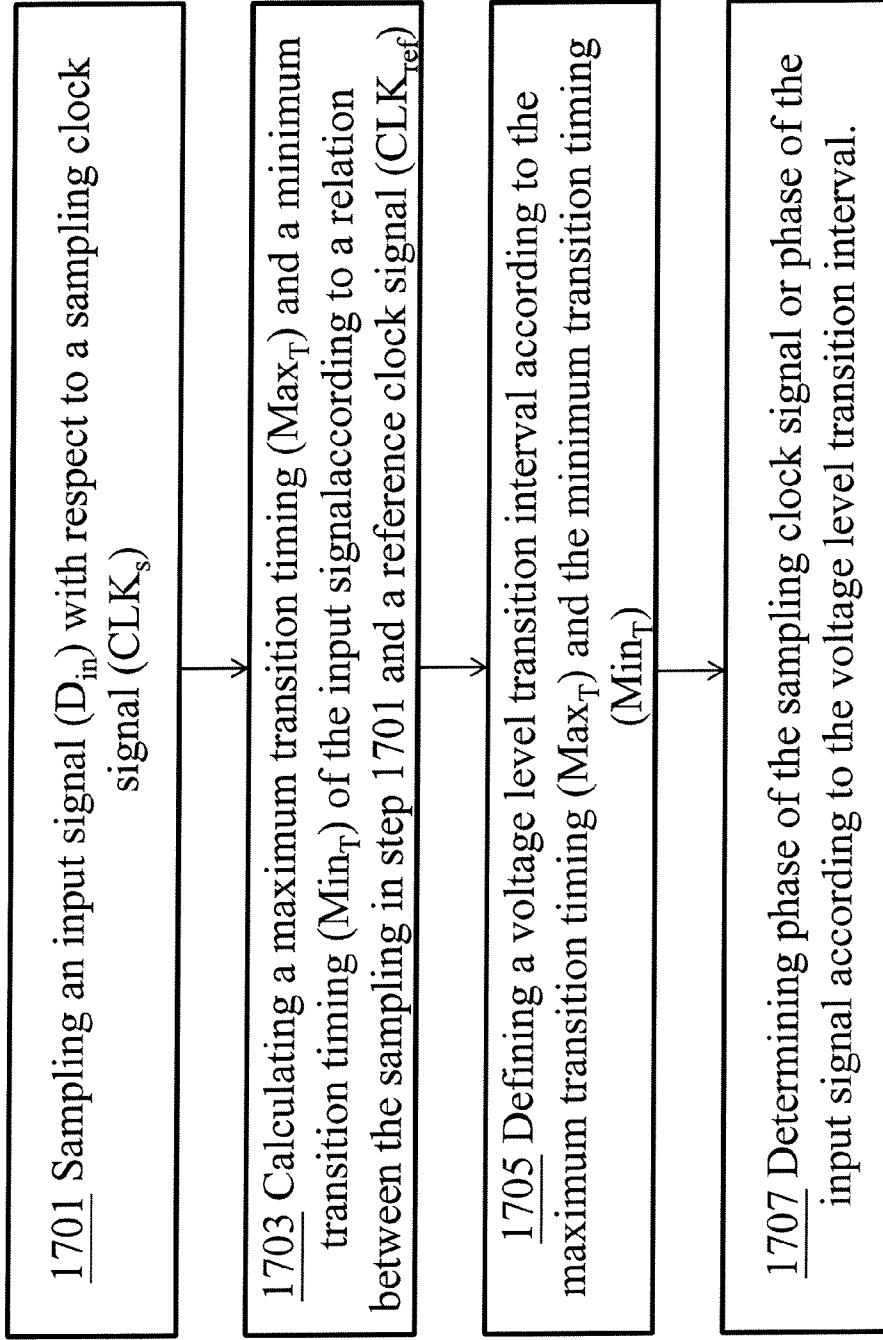 1701 Sampling an input signal (D_in) with respect to a sampling clock
signal (CLK_s)
1703 Calculating a maximum transition timing (Max_T) and a minimum
transition timing (Min_T) of the input signalaccording to a relation
between the sampling in step 1701 and a reference clock signal (CLK_ref)
1705 Defining a voltage level transition interval according to the
maximum transition timing (Max_T) and the minimum transition timing
(Min_T)
1707 Determining phase of the sampling clock signal or phase of the
input signal according to the voltage level transition interval.